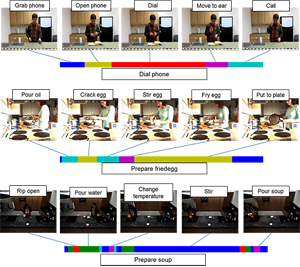 Grab phone
Open phone
Dial
Move to ear
Call
Dial phone
Pour oil
Crack egg
Stir egg
Fry egg
Put to plate
Prepare friedegg
Rip open
Pour water
Change
temperature
Stir
Pour soup
Prepare soup